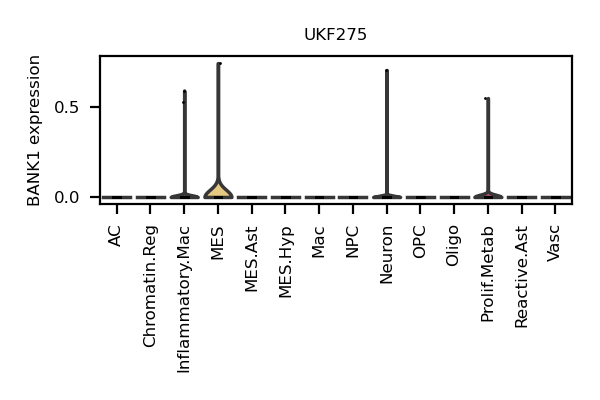 UKF275
BANK1 expression
0.5
0.0
AC
Chromatin.Reg
Inflammatory.Mac
MES
MES.Ast
MES.Hyp
Mac
NPC
Neuron
OPC
Oligo
Prolif.Metab
Reactive.Ast
Vasc